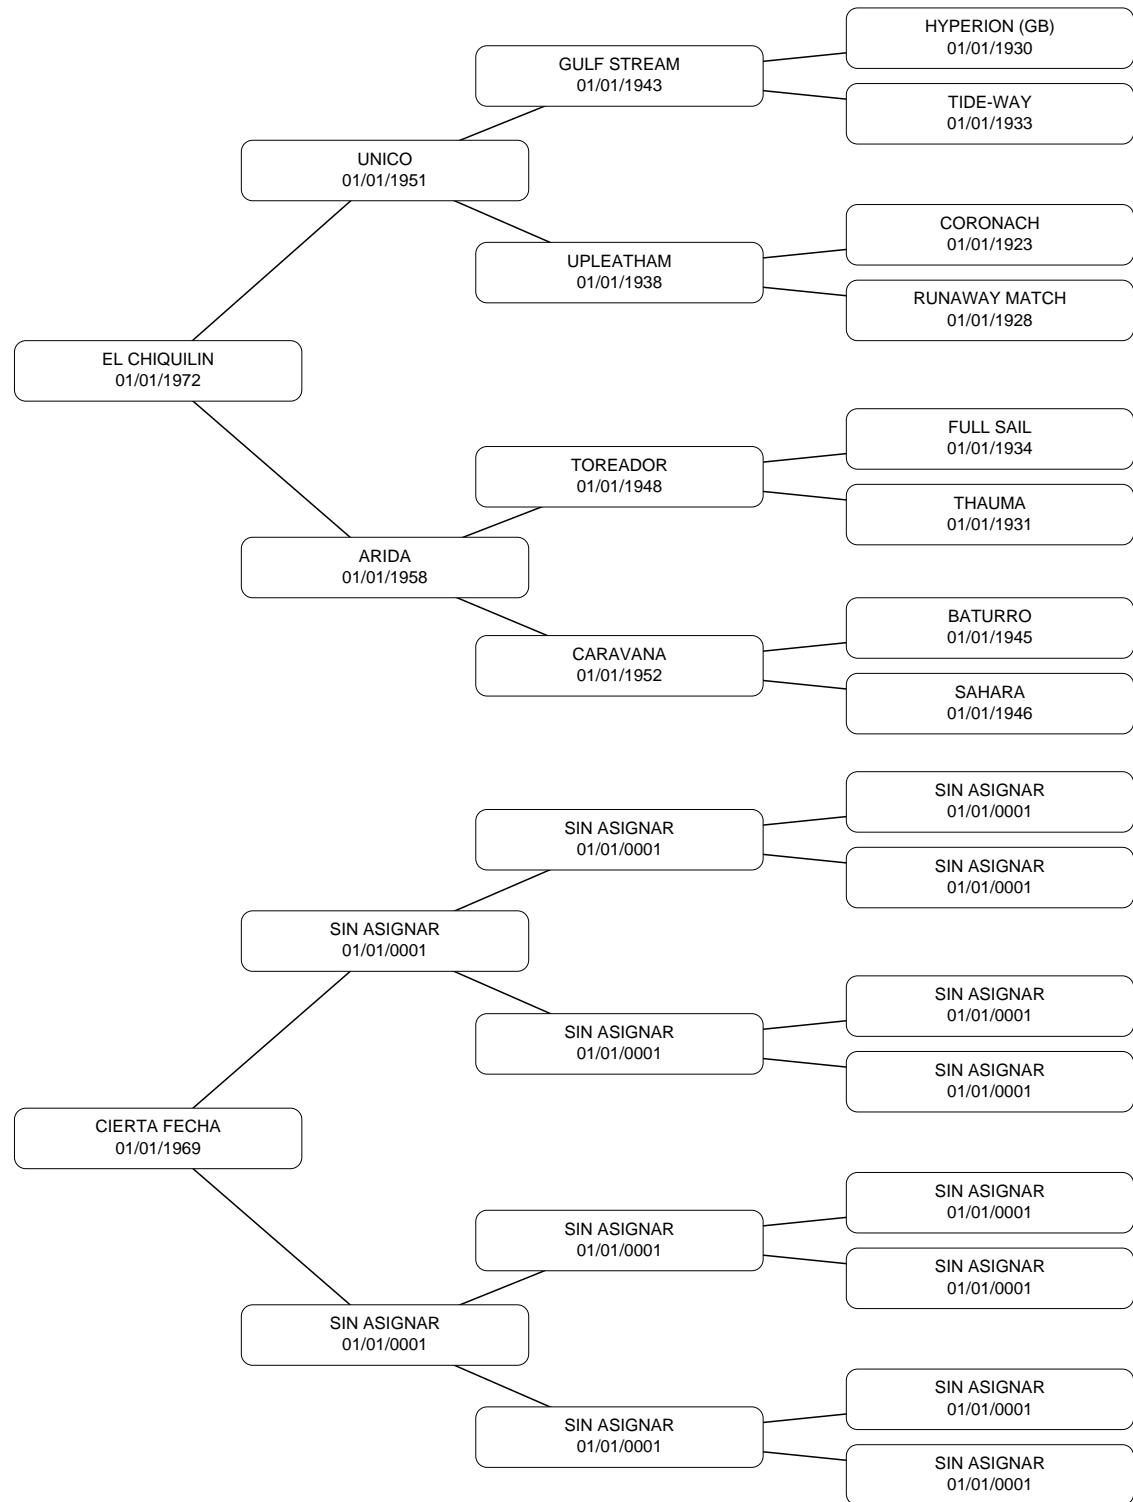 HYPERION (GB)
01/01/1930
GULF STREAM
01/01/1943
TIDE-WAY
01/01/1933
UNICO
01/01/1951
CORONACH
01/01/1923
UPLEATHAM
01/01/1938
RUNAWAY MATCH
01/01/1928
EL CHIQUILIN
01/01/1972
FULL SAIL
01/01/1934
TOREADOR
01/01/1948
THAUMA
01/01/1931
ARIDA
01/01/1958
BATURRO
01/01/1945
CARAVANA
01/01/1952
SAHARA
01/01/1946
SIN ASIGNAR
01/01/0001
SIN ASIGNAR
01/01/0001
SIN ASIGNAR
01/01/0001
SIN ASIGNAR
01/01/0001
SIN ASIGNAR
01/01/0001
SIN ASIGNAR
01/01/0001
SIN ASIGNAR
01/01/0001
CIERTA FECHA
01/01/1969
SIN ASIGNAR
01/01/0001
SIN ASIGNAR
01/01/0001
SIN ASIGNAR
01/01/0001
SIN ASIGNAR
01/01/0001
SIN ASIGNAR
01/01/0001
SIN ASIGNAR
01/01/0001
SIN ASIGNAR
01/01/0001